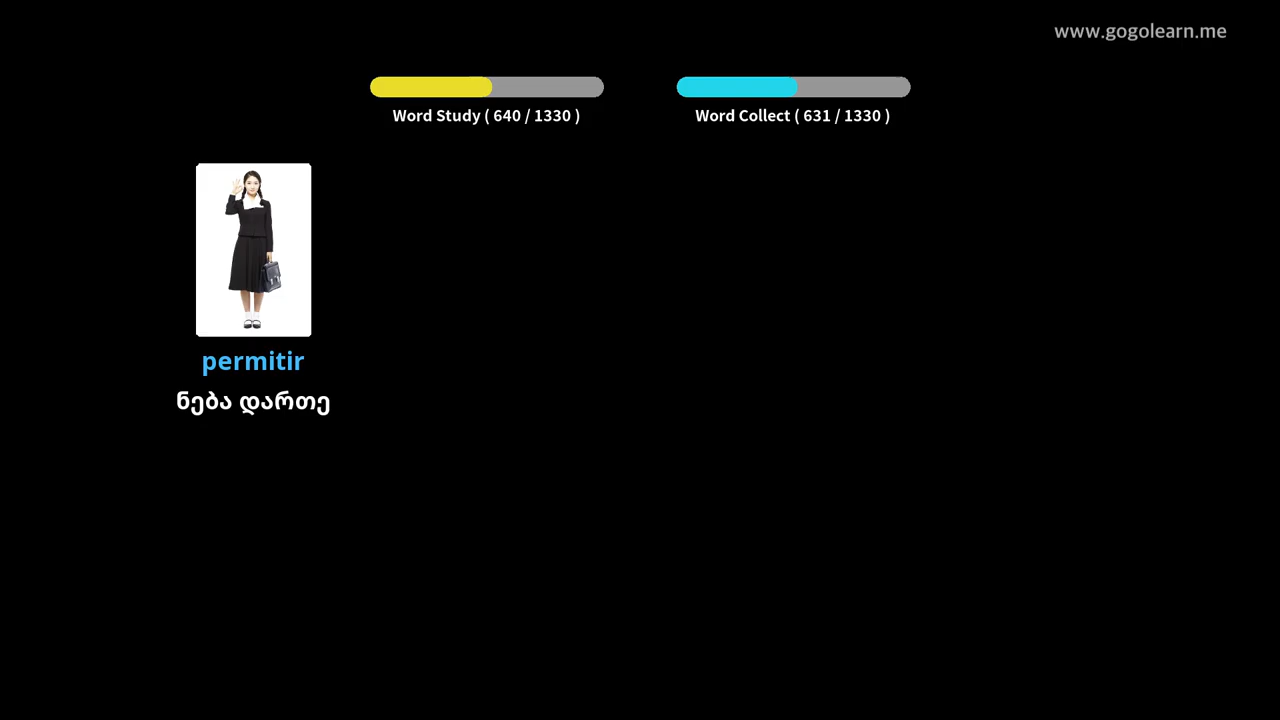 www.gogolearn.me
Word Study ( 640 / 1330 )
Word Collect ( 631 / 1330 )
permitir
ნება დართე